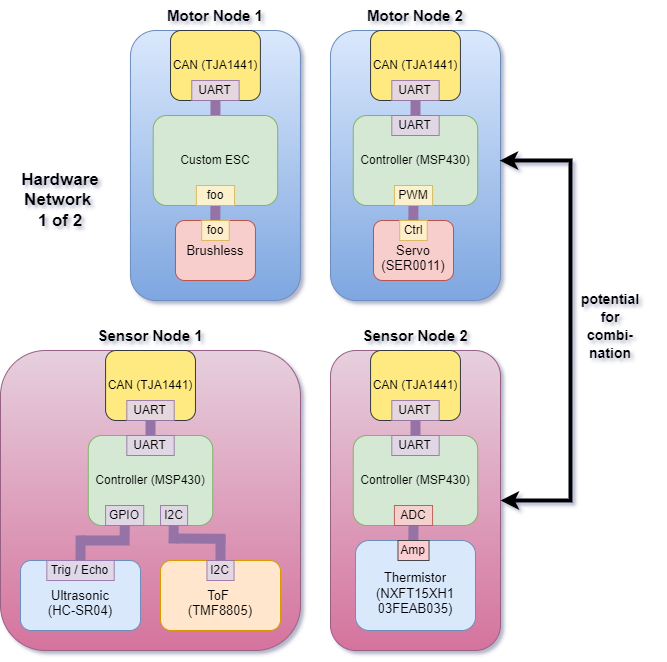 Motor Node 1
CAN (TJA1441)
UART
Custom ESC
foo
foo
Brushless
Motor Node 2
CAN (TJA1441)
UART
UART
Controller (MSP430)
PWM
Ctrl
Servo
(SER0011)
Hardware
Network
1 of 2
potential
for
combi-
nation
Sensor Node 1
CAN (TJA1441)
UART
UART
Controller (MSP430)
GPIO
I2C
Trig / Echo
Ultrasonic
(HC-SR04)
I2C
ToF
(TMF8805)
Sensor Node 2
CAN (TJA1441)
UART
UART
Controller (MSP430)
ADC
Amp
Thermistor
(NXFT15XH1
03FEAB035)